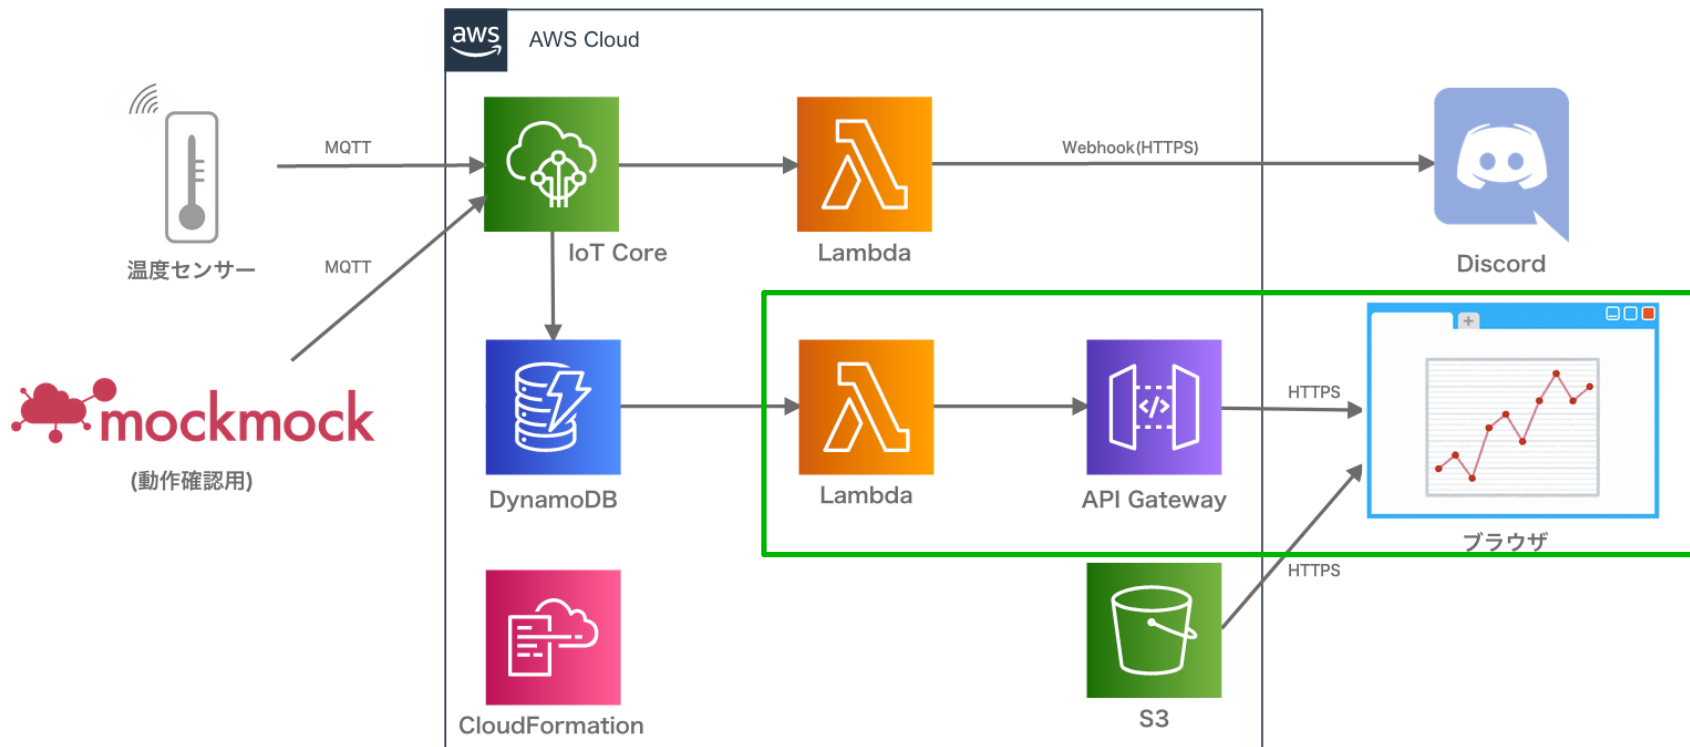 aws
AWS Cloud
MQTT
Webhook(HTTPS)
IoT Core
Lambda
Discord
温度センサー
MQTT
mockmock
(動作確認用)
HTTPS
DynamoDB
Lambda
API Gateway
ブラウザ
HTTPS
CloudFormation
S3